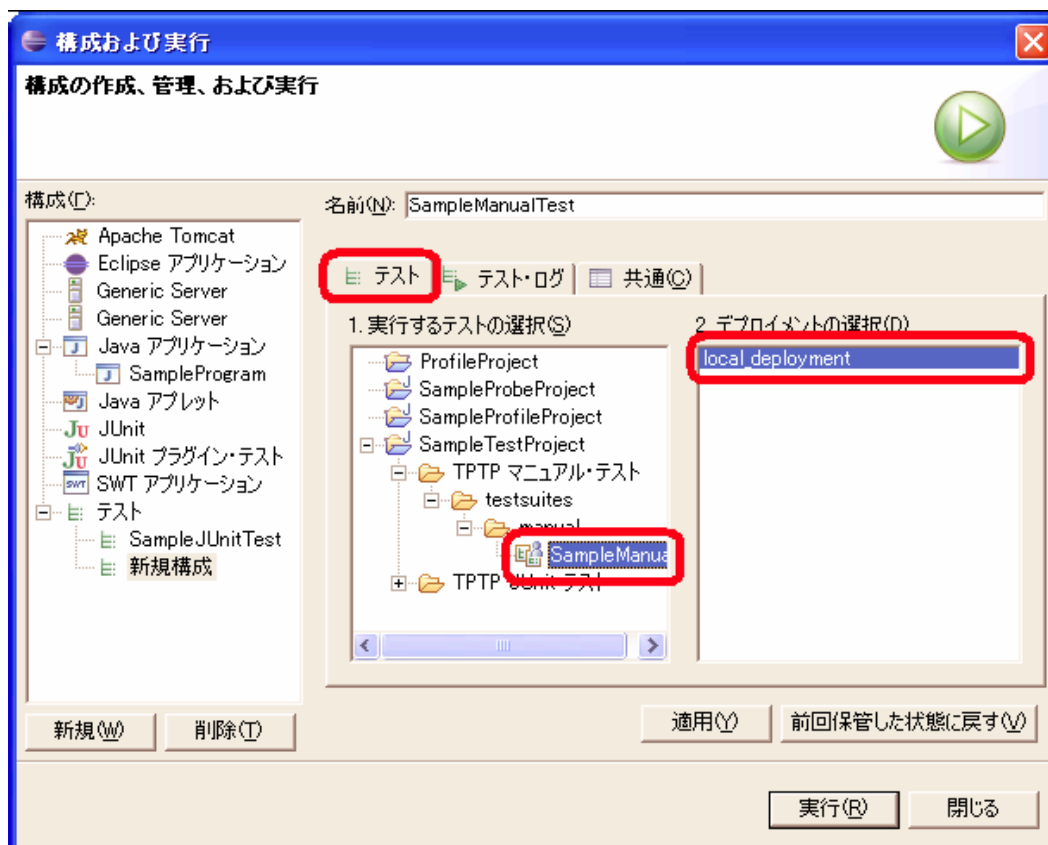 構成および実行
構成の作成、管理、および実行
構成(F):
名前(N): SampleManualTest
Apache Tomcat
Eclipse アプリケーション
Generic Server
Generic Server
Java アプリケーション
SampleProgram
Java アプレット
JUnit
JUnit プラグイン・テスト
SWT アプリケーション
テスト
SampleJUnitTest
新規構成
新規(W)
削除(T)
テスト
テスト・ログ
共通(C)
1. 実行するテストの選択(S)
ProfileProject
SampleProbeProject
SampleProfileProject
SampleTestProject
TPTP マニュアル・テスト
testsuites
manual
SampleManua
TPTP JUnit テスト
2. デプロイメントの選択(D)
local_deployment
適用(Y)
前回保管した状態に戻す(V)
実行(R)
閉じる